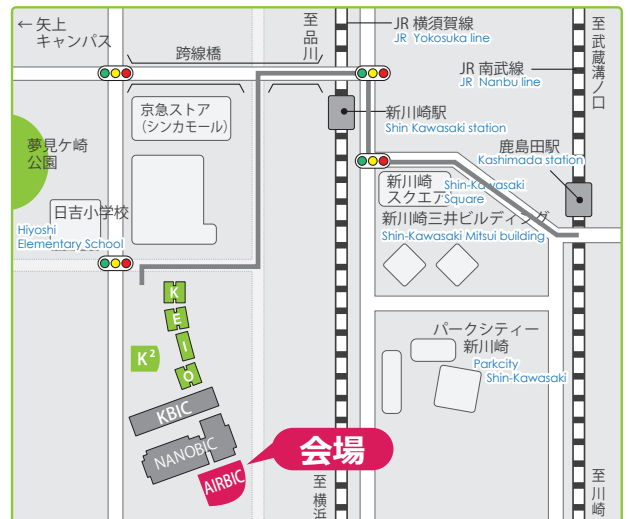 ←矢上
キャンパス
跨線橋
至品川
JR 横須賀線
JR Yokosuka line
JR 南武線
JR Nanbu line
至武蔵溝ノ口
京急ストア
(シンカモール)
新川崎駅
Shin Kawasaki station
鹿島田駅
Kashimada station
夢見ケ崎
公園
新川崎
スクエア
Shin-Kawasaki
Square
日吉小学校
Hiyoshi
Elementary School
新川崎三井ビルディング
Shin-Kawasaki Mitsui building
K
E
I
O
K²
パークシティー
新川崎
Parkcity
Shin-Kawasaki
KBIC
NANOBIC
AIRBIC
会場
至横浜
至川崎